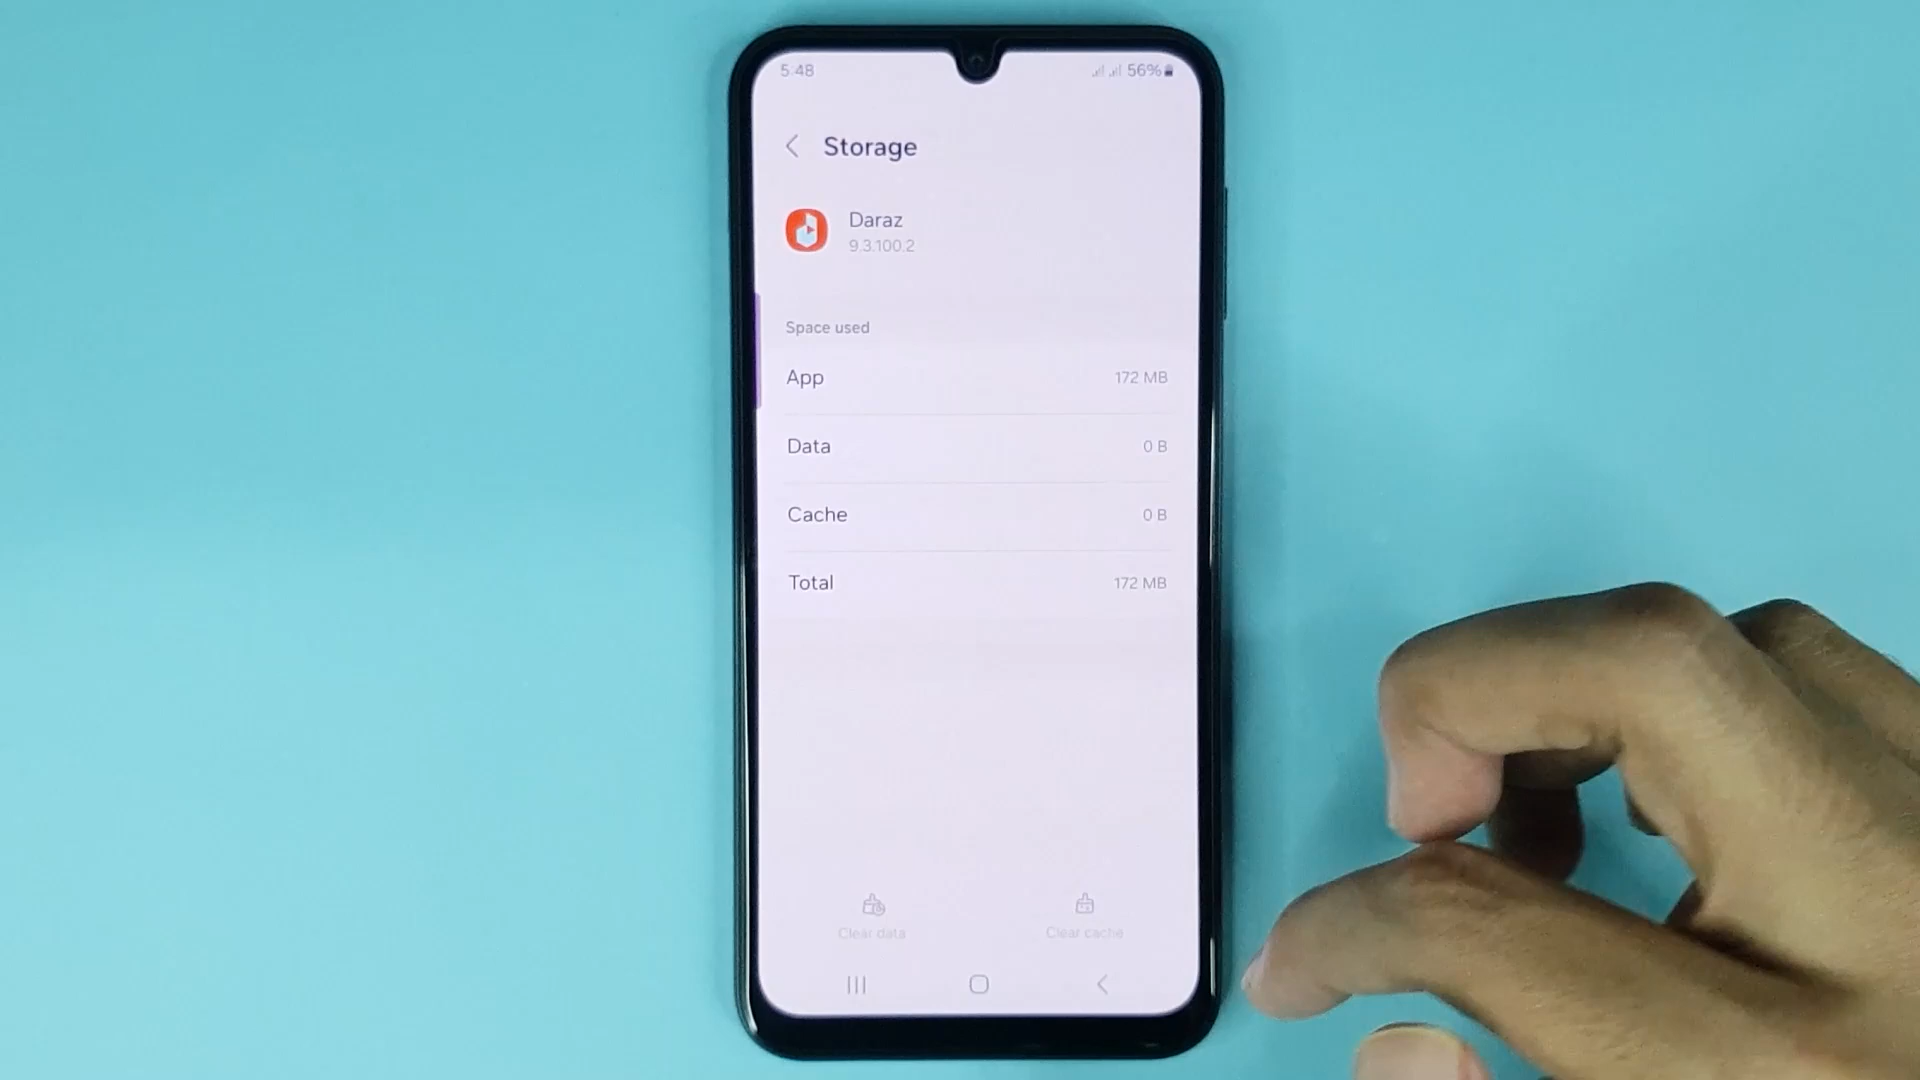 5:48
56%
Storage
Daraz
9.3.100.2
Space used
App 172 MB
Data 0 B
Cache 0 B
Total 172 MB
Clear data Clear cache